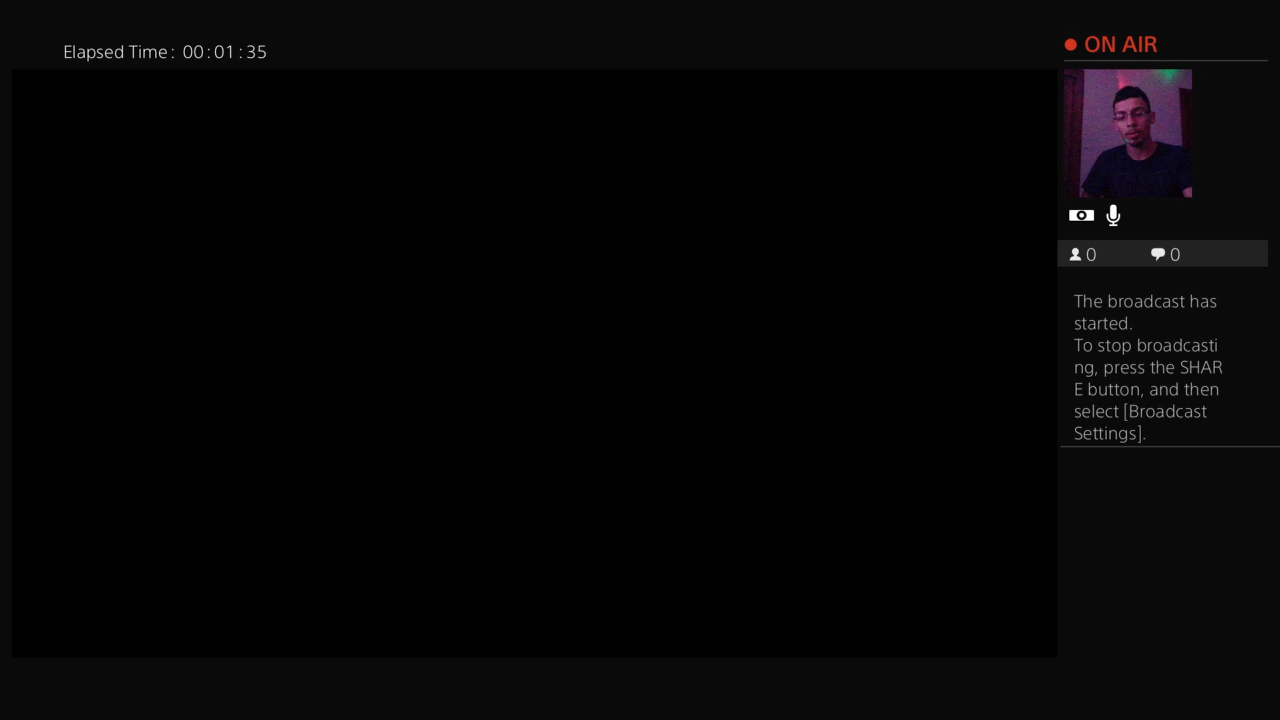 Elapsed Time: 00:01:35
ON AIR
0 0
The broadcast has
started.
To stop broadcasti
ng, press the SHAR
E button, and then
select [Broadcast
Settings].